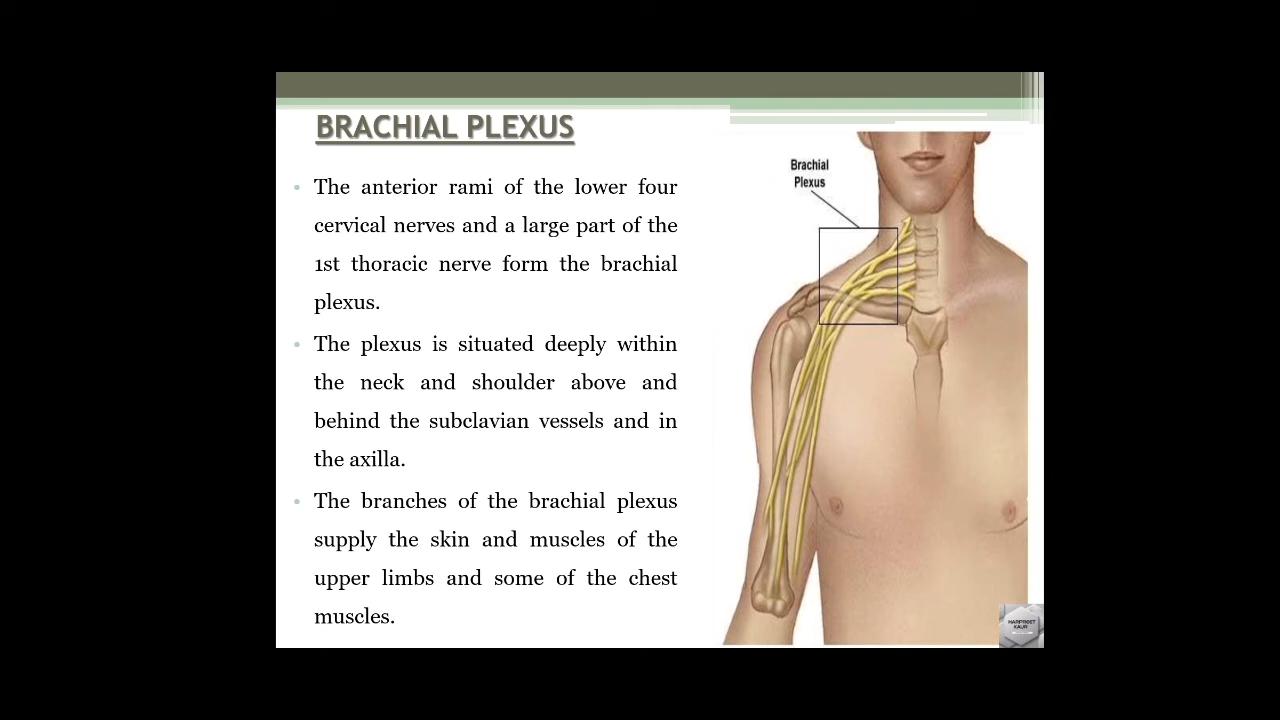 BRACHIAL PLEXUS
The anterior rami of the lower four
cervical nerves and a large part of the
1st thoracic nerve form the brachial
plexus.
The plexus is situated deeply within
the neck and shoulder above and
behind the subclavian vessels and in
the axilla.
The branches of the brachial plexus
supply the skin and muscles of the
upper limbs and some of the chest
muscles.
Brachial
Plexus
HARPREET
KAUR